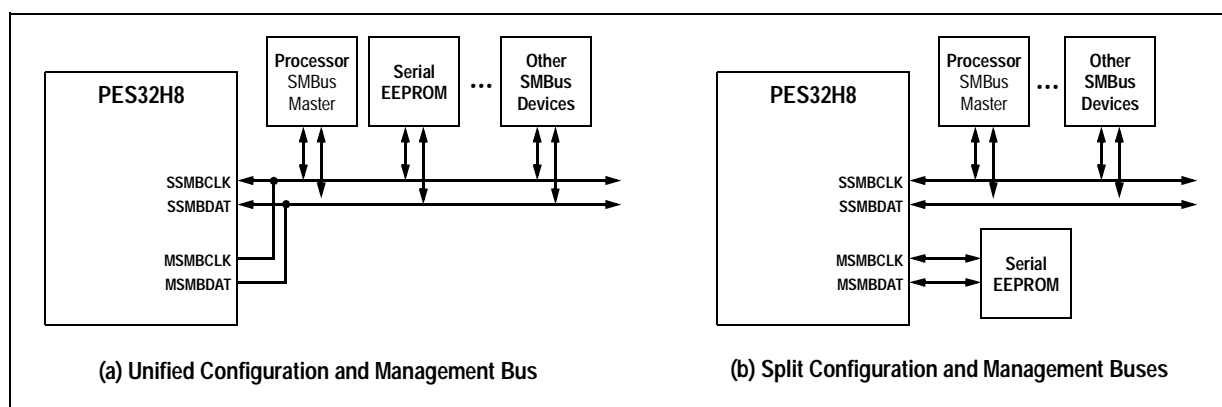 PES32H8
Processor
SMBus
Master
Serial
EEPROM
...
Other
SMBus
Devices
SSMBCLK
SSMBDAT
MSMBCLK
MSMBDAT
(a) Unified Configuration and Management Bus
PES32H8
Processor
SMBus
Master
...
Other
SMBus
Devices
SSMBCLK
SSMBDAT
MSMBCLK
MSMBDAT
Serial
EEPROM
(b) Split Configuration and Management Buses